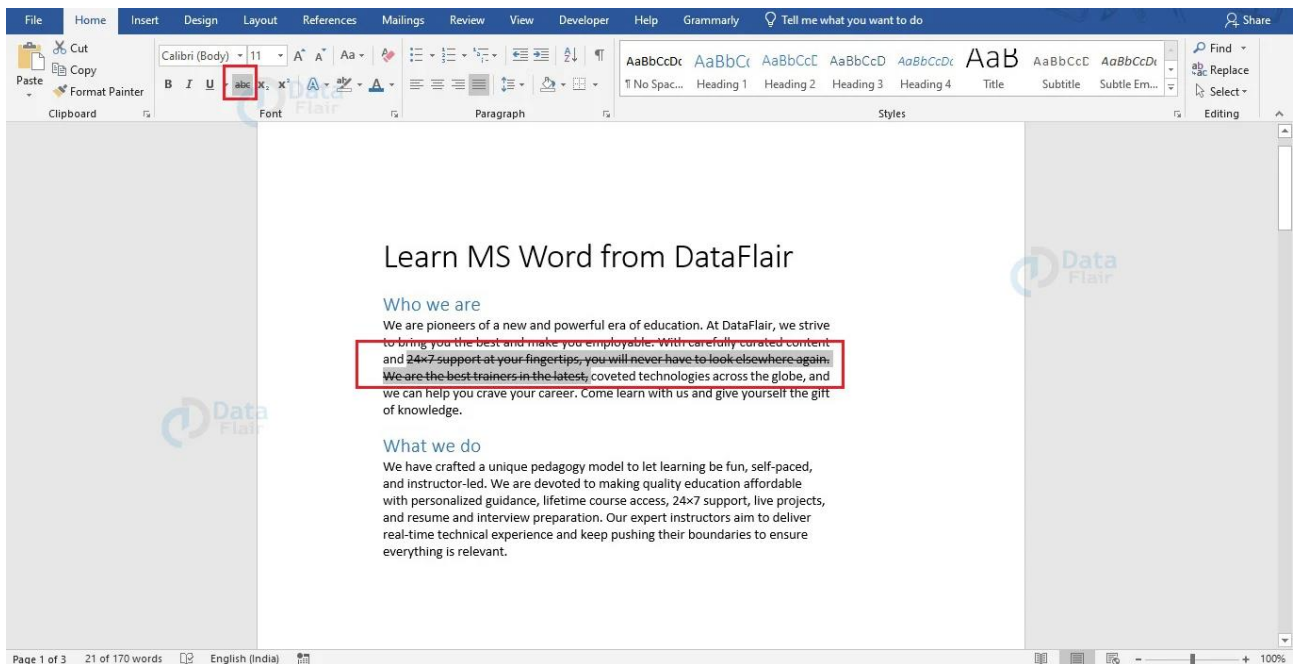 File Home Insert Design Layout References Mailings Review View Developer Help Grammarly Tell me what you want to do Share
Cut
Copy
Format Painter
Paste
Clipboard
Calibri (Body) 11 A A Aa
B I U abc x₂ x² A A
Font
Paragraph
AaBbCcDc AaBbCc AaBbCcC AaBbCcD AaBbCcDc AaB AaBbCcC AaBbCcDc
¶ No Spac... Heading 1 Heading 2 Heading 3 Heading 4 Title Subtitle Subtle Em...
Styles
Find
Replace
Select
Editing
Learn MS Word from DataFlair
Who we are
We are pioneers of a new and powerful era of education. At DataFlair, we strive
to bring you the best and make you employable. With carefully curated content
and 24×7 support at your fingertips, you will never have to look elsewhere again.
We are the best trainers in the latest, coveted technologies across the globe, and
we can help you crave your career. Come learn with us and give yourself the gift
of knowledge.
What we do
We have crafted a unique pedagogy model to let learning be fun, self-paced,
and instructor-led. We are devoted to making quality education affordable
with personalized guidance, lifetime course access, 24×7 support, live projects,
and resume and interview preparation. Our expert instructors aim to deliver
real-time technical experience and keep pushing their boundaries to ensure
everything is relevant.
Data
Flair
Data
Flair
Page 1 of 3 21 of 170 words English (India) 100%